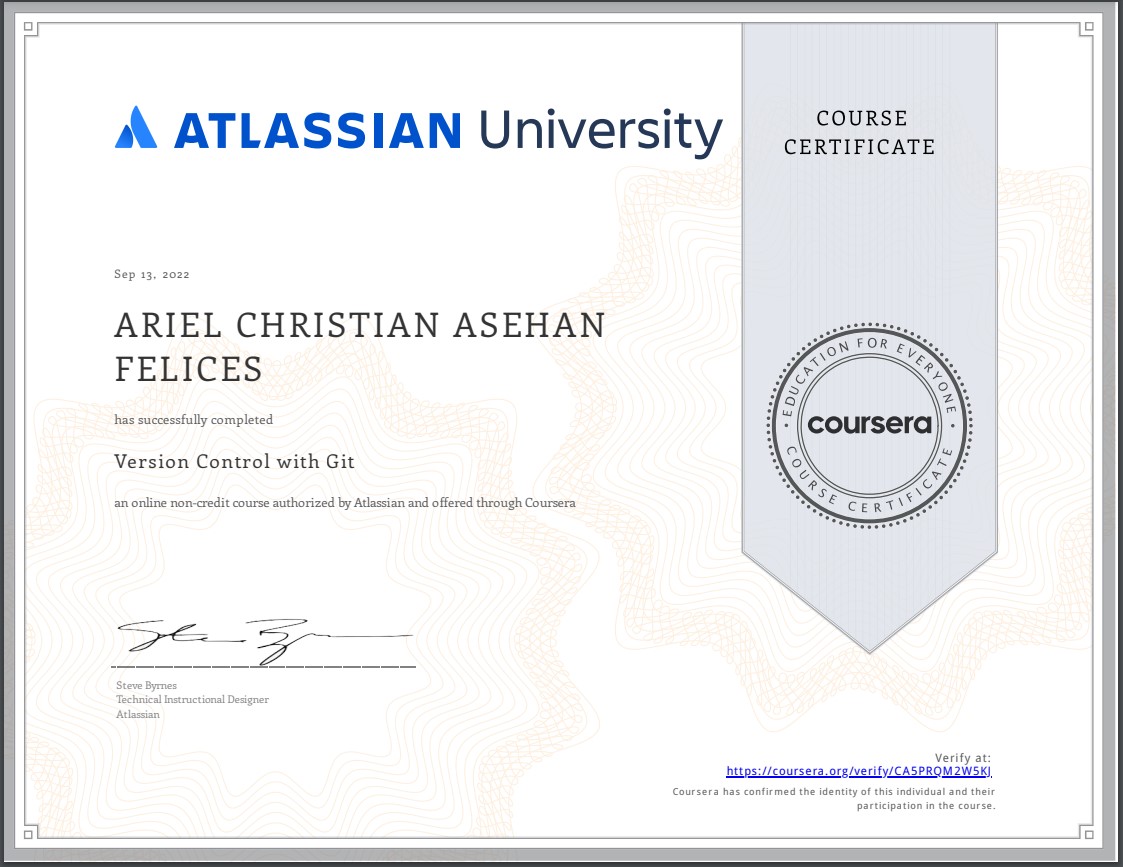 ATLASSIAN University
COURSE
CERTIFICATE
Sep 13, 2022
ARIEL CHRISTIAN ASEHAN
FELICES
has successfully completed
Version Control with Git
an online non-credit course authorized by Atlassian and offered through Coursera
EDUCATION FOR EVERYONE
coursera
COURSE CERTIFICATE
Steve Byrnes
Technical Instructional Designer
Atlassian
Verify at:
https://coursera.org/verify/CA5PRQM2W5KJ
Coursera has confirmed the identity of this individual and their
participation in the course.